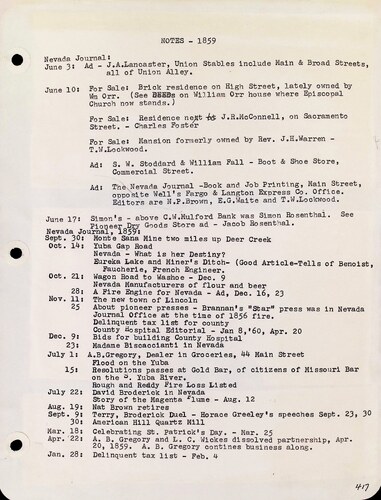 NOTES - 1859
Nevada Journal:
June 3: Ad - J.A.Lancaster, Union Stables include Main & Broad Streets,
all of Union Alley.
June 10: For Sale: Brick residence on High Street, lately owned by
Wm Orr. (See on William Orr house where Episcopal
Church now stands.)
For Sale: Residence next to J.R.McConnell, on Sacramento
Street. - Charles Foster
For Sale: Mansion formerly owned by Rev. J.H.Warren -
T.W.Lockwood.
Ad: S. W. Stoddard & William Fall - Boot & Shoe Store,
Commercial Street.
Ad: The Nevada Journal -Book and Job Printing, Main Street,
opposite Well's Fargo & Langton Express Co. Office.
Editors are N.P.Brown, E.G.Waite and T.W.Lockwood.
June 17: Simon's - above C.W.Mulford Bank was Simon Rosenthal. See
Pioneer Dry Goods Store ad - Jacob Rosenthal.
Nevada Journal, 1859:
Sept. 30: Monte Sana Mine two miles up Deer Creek
Oct. 14: Yuba Gap Road
Nevada - What is her Destiny?
Eureka Lake and Miner's Ditch- (Good Article-Tells of Benoist,
Faucherie, French Engineer.
Oct. 21: Wagon Road to Washoe - Dec. 9
Nevada Manufacturers of flour and beer
28: A Fire Engine for Nevada - Ad, Dec. 16, 23
Nov. 11: The new town of Lincoln
25 About pioneer presses - Brannan's "Star" press was in Nevada
Journal Office at the time of 1856 fire.
Delinquent tax list for county
County Hospital Editorial - Jan 8,'60, Apr. 20
Dec. 9: Bids for building County Hospital
23: Madame Biscaccianti in Nevada
July 1: A.B.Gregory, Dealer in Groceries, 44 Main Street
Flood on the Yuba
15: Resolutions passes at Gold Bar, of citizens of Missouri Bar
on the S. Yuba River.
Rough and Reddy Fire Loss Listed
July 22: David Broderick in Nevada
Story of the Magenta Flume - Aug. 12
Aug. 19: Nat Brown retires
Sept. 9: Terry, Broderick Duel - Horace Greeley's speeches Sept. 23, 30
30: American Hill Quartz Mill
Mar. 18: Celebrating St. Patrick's Day. - Mar. 25
Apr. 22: A. B. Gregory and L. C. Wickes dissolved partnership, Apr.
20, 1859. A. B. Gregory continues business along.
Jan. 28: Delinquent tax list - Feb. 4
417